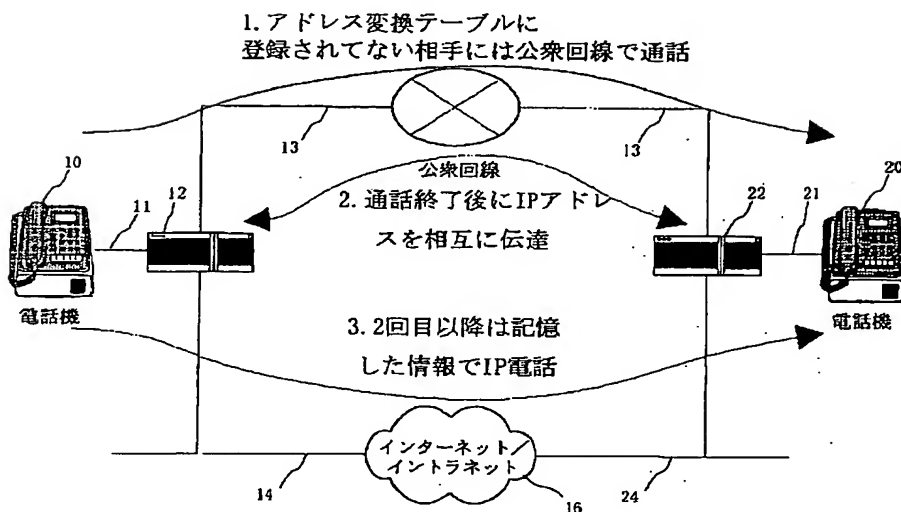 1. アドレス変換テーブルに
登録されてない相手には公衆回線で通話
13
13
公衆回線
10
11
12
2. 通話終了後にIPアドレ
スを相互に伝達
22
21
20
電話機
電話機
3. 2回目以降は記憶
した情報でIP電話
インターネット/
イントラネット
14
16
24